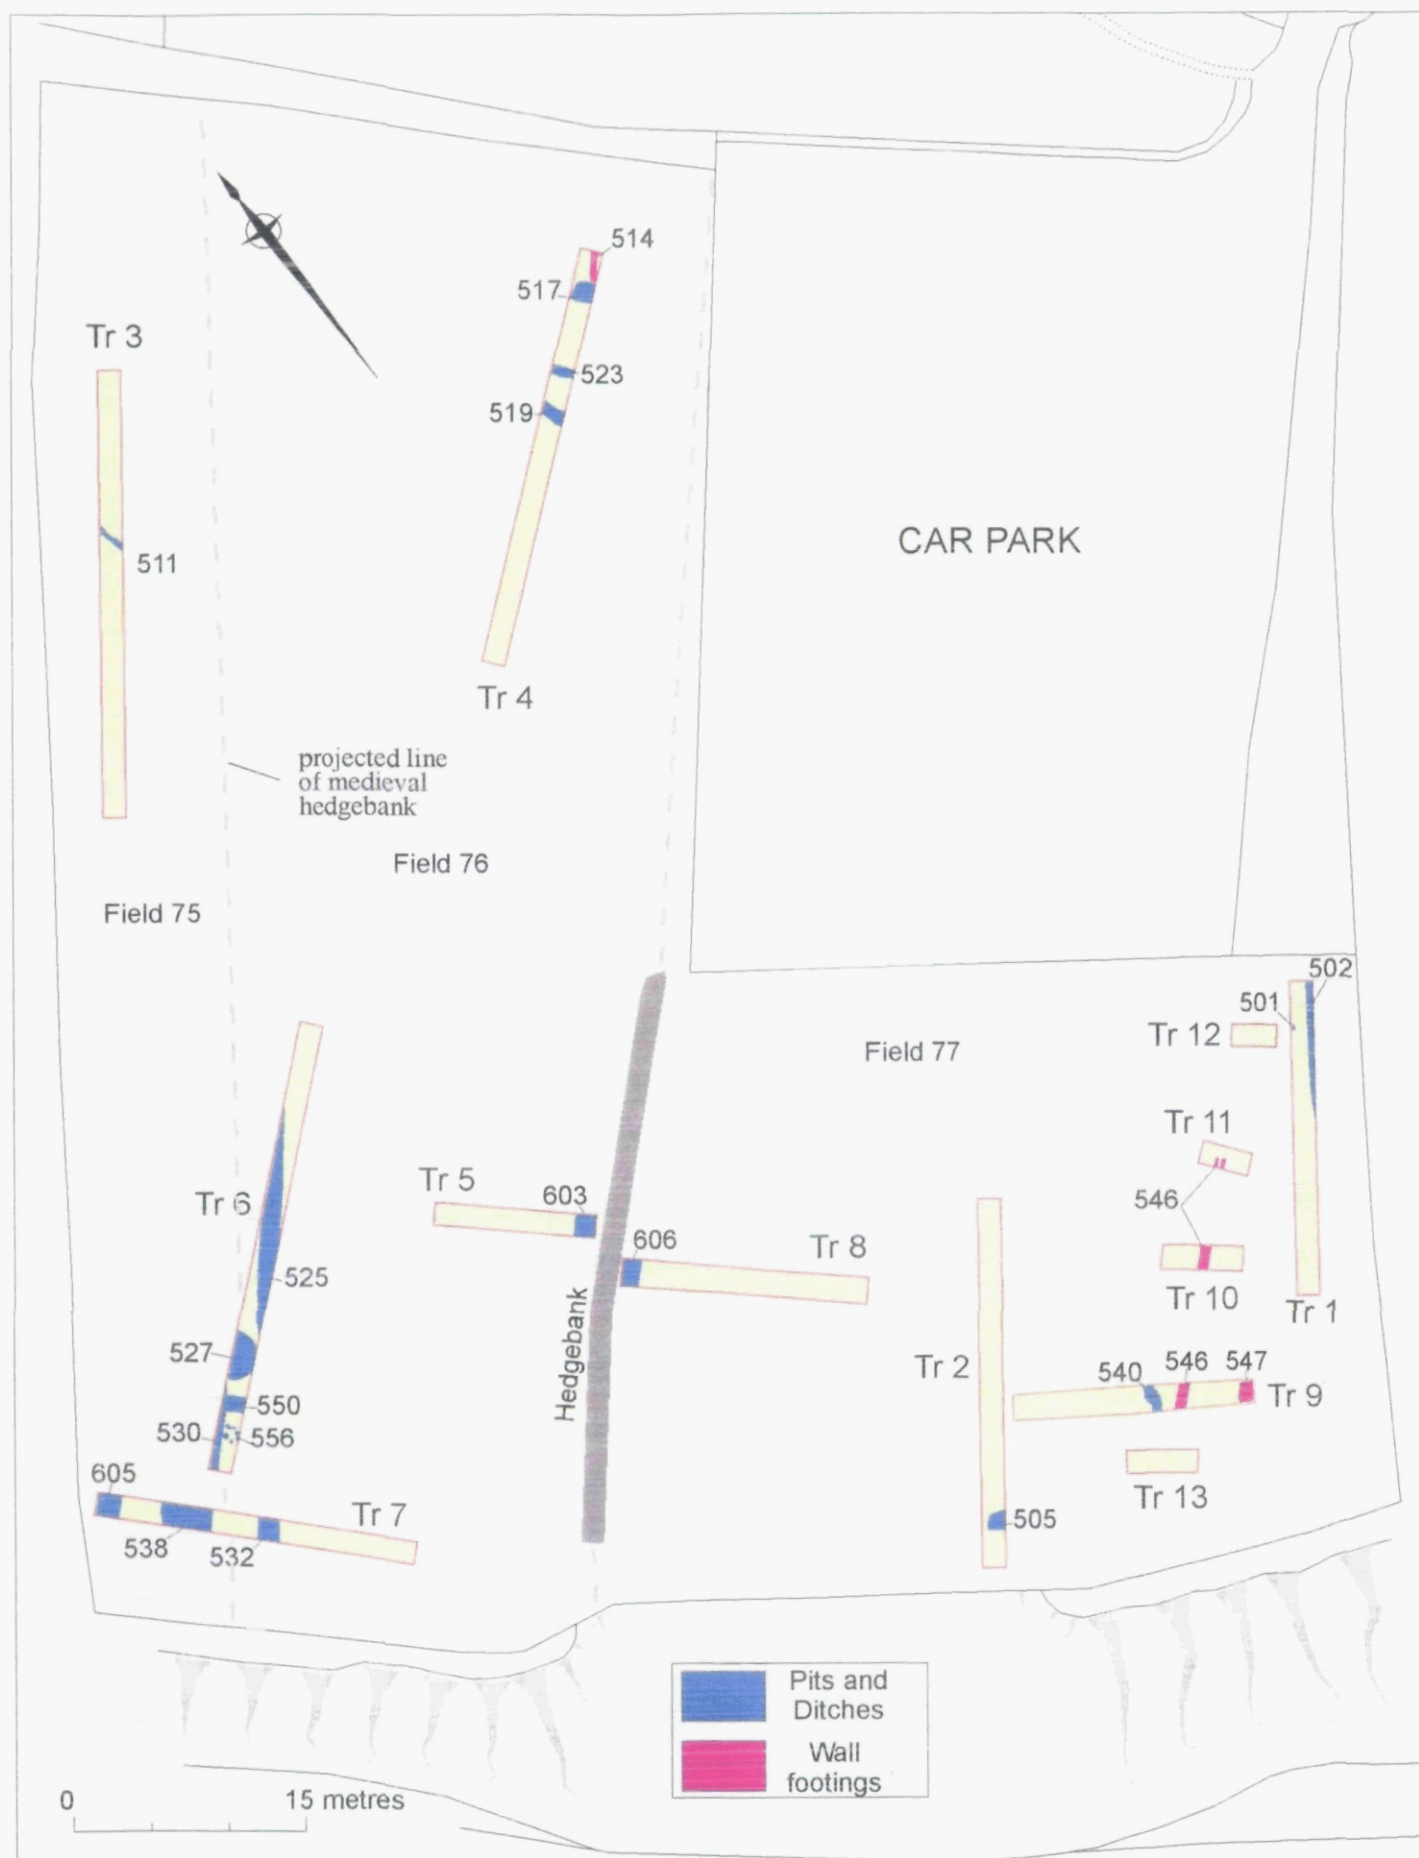 514
517
Tr 3
523
519
CAR PARK
511
Tr 4
projected line
of medieval
hedgebank
Field 76
Field 75
502
501
Tr 12
Field 77
Tr 11
Tr 5
603
546
Tr 6
606
Tr 8
525
Tr 10
Tr 1
Hedgebank
527
Tr 2
540
546
547
Tr 9
550
530
556
605
Tr 7
Tr 13
505
538
532
Pits and
Ditches
Wall
footings
0
15 metres